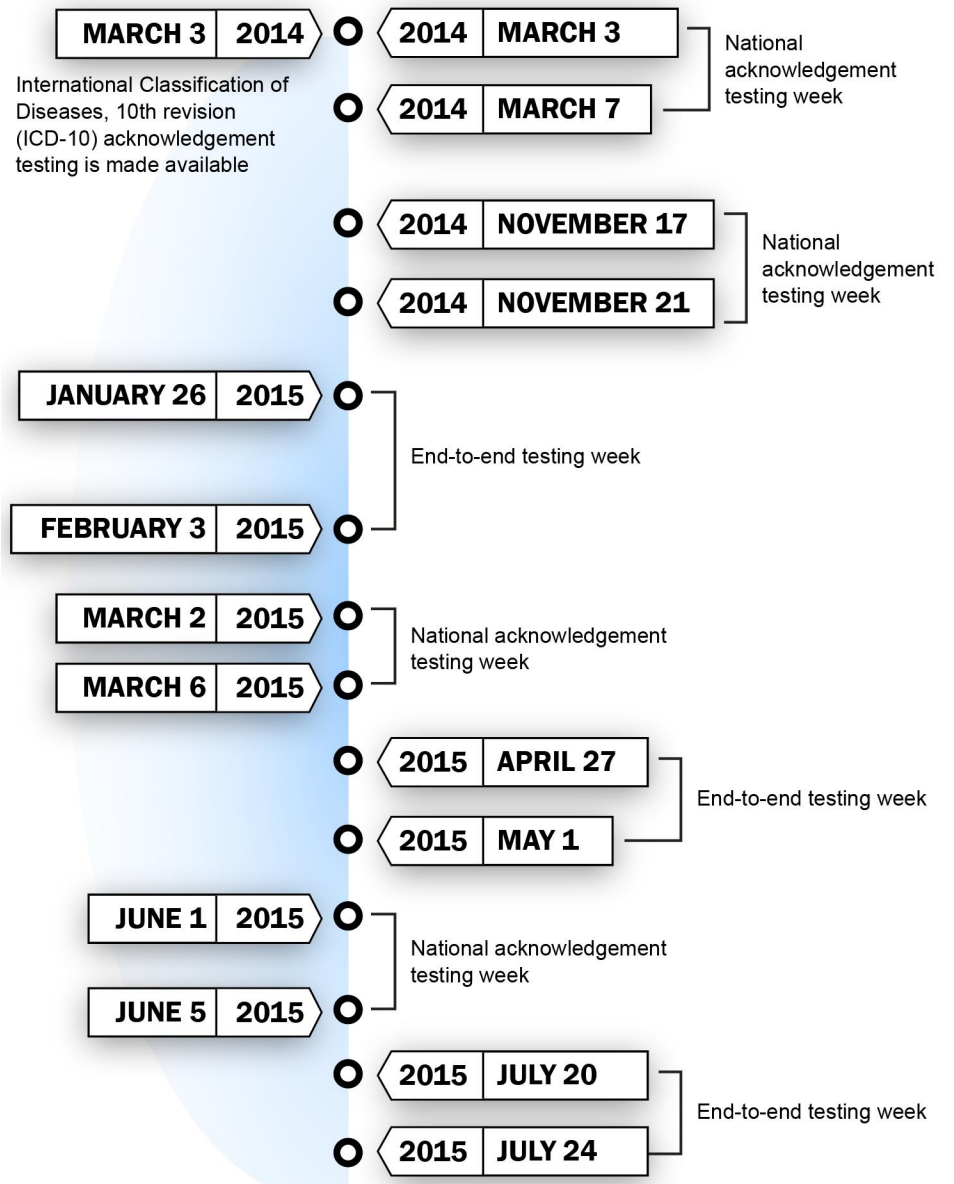 MARCH 3 2014
International Classification of
Diseases, 10th revision
(ICD-10) acknowledgement
testing is made available
2014 MARCH 3
2014 MARCH 7
National
acknowledgement
testing week
2014 NOVEMBER 17
2014 NOVEMBER 21
National
acknowledgement
testing week
JANUARY 26 2015
End-to-end testing week
FEBRUARY 3 2015
MARCH 2 2015
National acknowledgement
testing week
MARCH 6 2015
2015 APRIL 27
End-to-end testing week
2015 MAY 1
JUNE 1 2015
National acknowledgement
testing week
JUNE 5 2015
2015 JULY 20
End-to-end testing week
2015 JULY 24